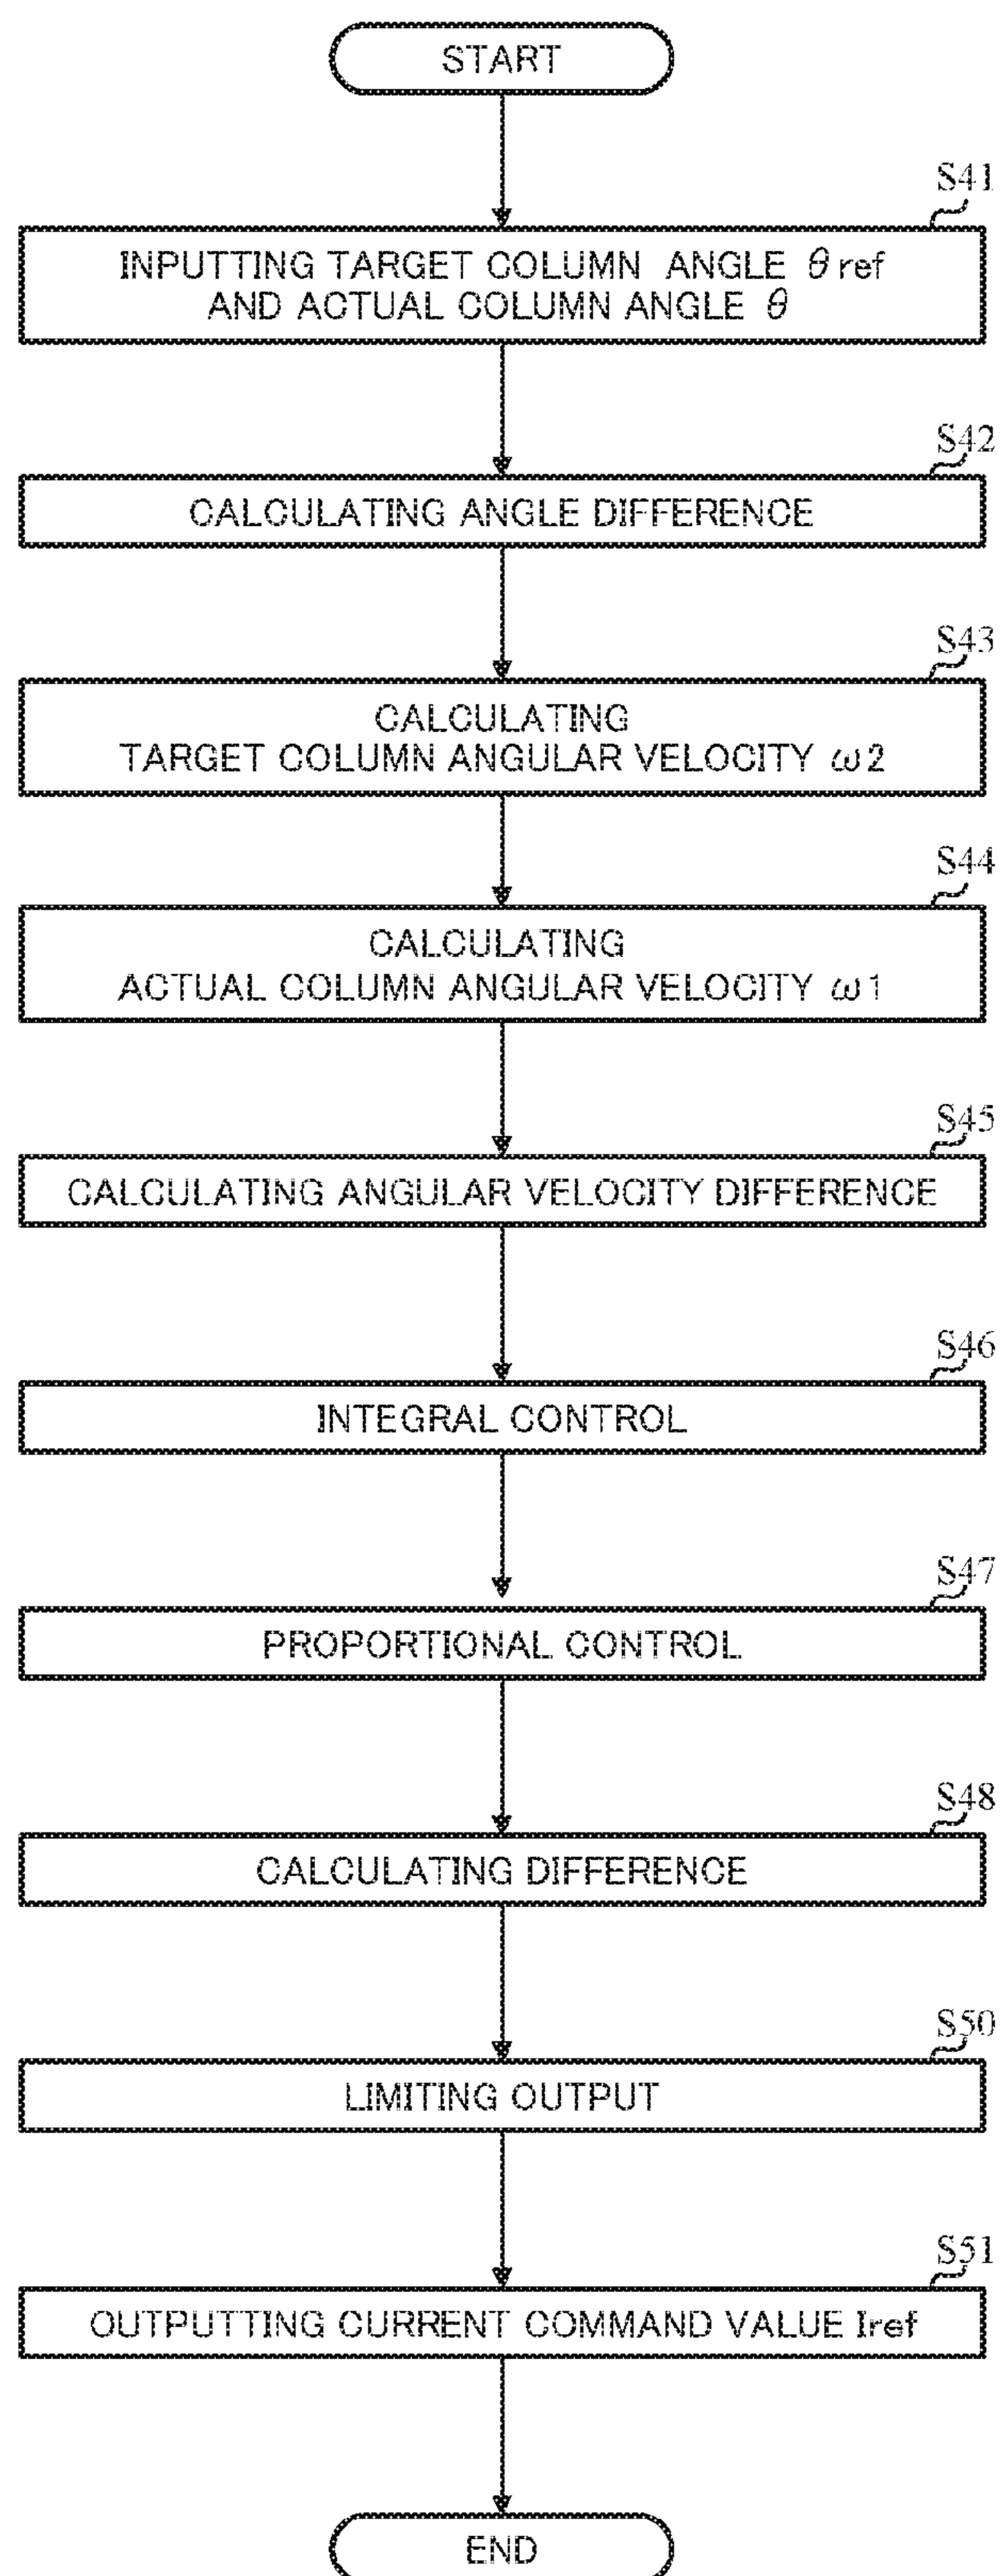 START
S41
INPUTTING TARGET COLUMN ANGLE θref
AND ACTUAL COLUMN ANGLE θ
S42
CALCULATING ANGLE DIFFERENCE
S43
CALCULATING
TARGET COLUMN ANGULAR VELOCITY ω2
S44
CALCULATING
ACTUAL COLUMN ANGULAR VELOCITY ω1
S45
CALCULATING ANGULAR VELOCITY DIFFERENCE
S46
INTEGRAL CONTROL
S47
PROPORTIONAL CONTROL
S48
CALCULATING DIFFERENCE
S50
LIMITING OUTPUT
S51
OUTPUTTING CURRENT COMMAND VALUE Iref
END